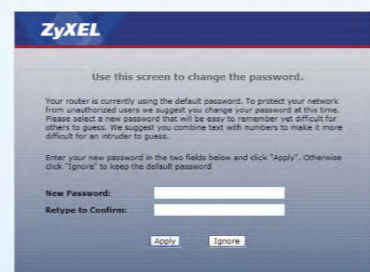 ZyXEL
Use this screen to change the password.
Your router is currently using the default password. To protect your network
from unauthorized users we suggest you change your password at this time.
Please select a new password that will be easy to remember yet difficult for
others to guess. We suggest you combine text with numbers to make it more
difficult for an intruder to guess.
Enter your new password in the two fields below and click "Apply". Otherwise
click "Ignore" to keep the default password
New Password:
Retype to Confirm:
Apply Ignore